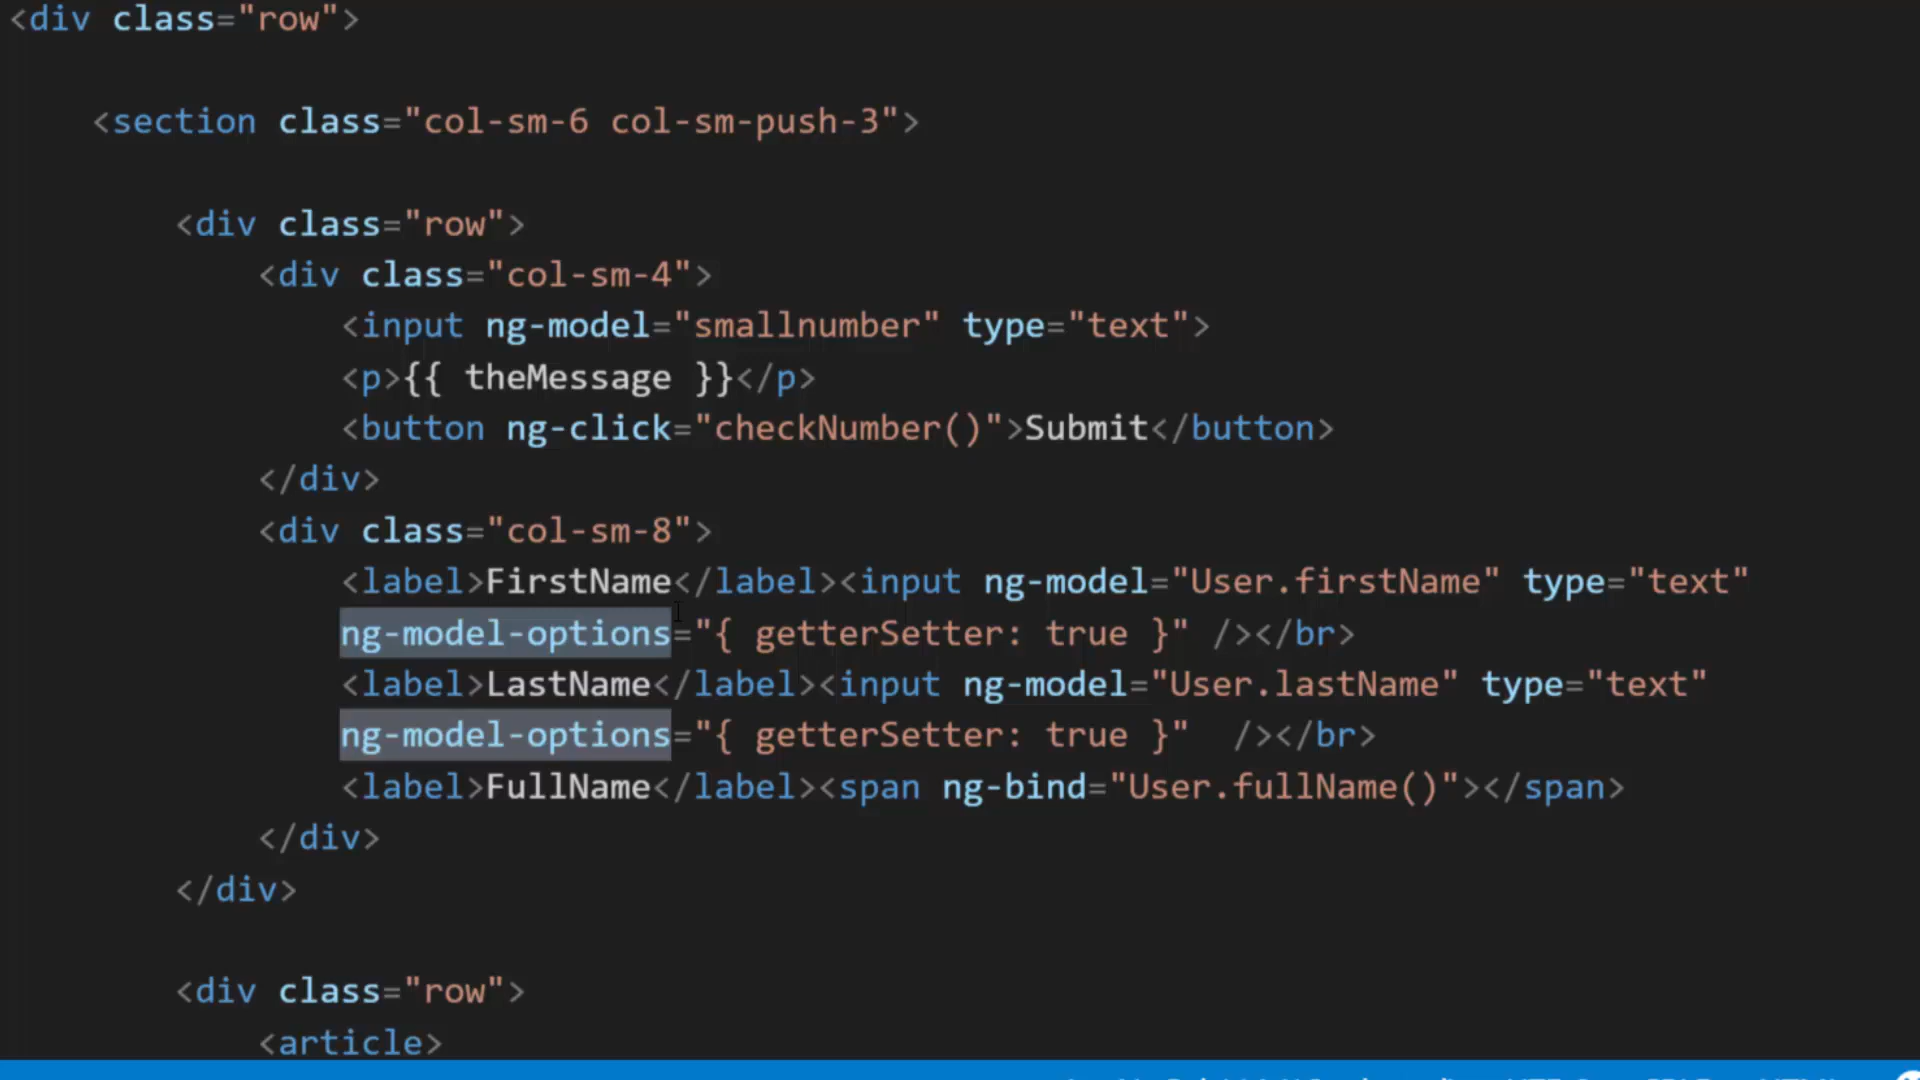 <div class="row">
<section class="col-sm-6 col-sm-push-3">
<div class="row">
<div class="col-sm-4">
<input ng-model="smallnumber" type="text">
<p>{{ theMessage }}</p>
<button ng-click="checkNumber()">Submit</button>
</div>
<div class="col-sm-8">
<label>FirstName</label><input ng-model="User.firstName" type="text"
ng-model-options="{ getterSetter: true }" /></br>
<label>LastName</label><input ng-model="User.lastName" type="text"
ng-model-options="{ getterSetter: true }"  /></br>
<label>FullName</label><span ng-bind="User.fullName()"></span>
</div>
</div>
<div class="row">
<article>